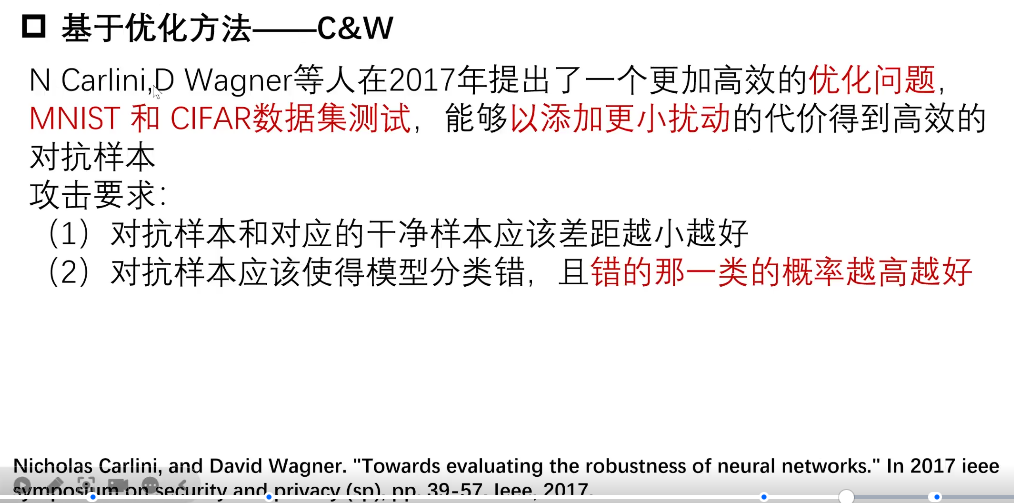 基于优化方法——C&W
N Carlini,D Wagner等人在2017年提出了一个更加高效的优化问题,
MNIST 和 CIFAR数据集测试，能够以添加更小扰动的代价得到高效的
对抗样本
攻击要求：
（1）对抗样本和对应的干净样本应该差距越小越好
（2）对抗样本应该使得模型分类错，且错的那一类的概率越高越好
Nicholas Carlini, and David Wagner. "Towards evaluating the robustness of neural networks." In 2017 ieee
symposium on security and privacy (sp), pp. 39-57. Ieee, 2017.